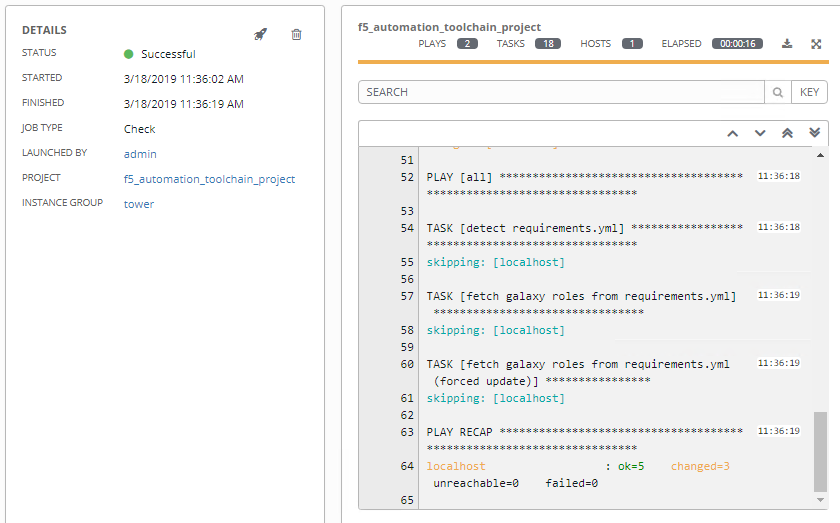 DETAILS
STATUS Successful
STARTED 3/18/2019 11:36:02 AM
FINISHED 3/18/2019 11:36:19 AM
JOB TYPE Check
LAUNCHED BY admin
PROJECT f5_automation_toolchain_project
INSTANCE GROUP tower
f5_automation_toolchain_project
PLAYS 2 TASKS 18 HOSTS 1 ELAPSED 00:00:16
SEARCH KEY
51
52 PLAY [all] ************************************* 11:36:18
********************************
53
54 TASK [detect requirements.yml] ***************** 11:36:18
********************************
55 skipping: [localhost]
56
57 TASK [fetch galaxy roles from requirements.yml] 11:36:19
********************************
58 skipping: [localhost]
59
60 TASK [fetch galaxy roles from requirements.yml 11:36:19
(forced update)] ****************
61 skipping: [localhost]
62
63 PLAY RECAP ************************************* 11:36:19
********************************
64 localhost : ok=5 changed=3
unreachable=0 failed=0
65